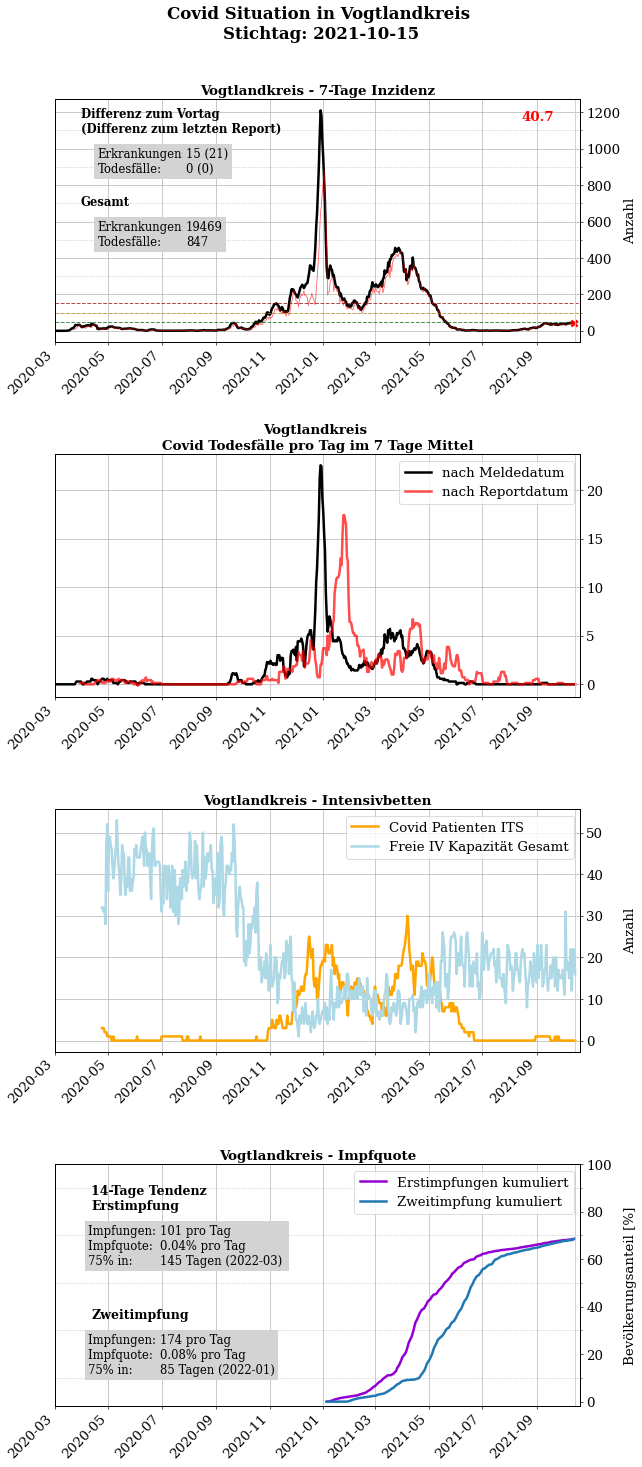 Covid Situation in Vogtlandkreis
Stichtag: 2021-10-15
Vogtlandkreis - 7-Tage Inzidenz
Differenz zum Vortag
(Differenz zum letzten Report)
Erkrankungen 15 (21)
Todesfälle: 0 (0)
Gesamt
Erkrankungen 19469
Todesfälle: 847
40.7
1200
1000
800
600
400
200
0
Anzahl
2020-03
2020-05
2020-07
2020-09
2020-11
2021-01
2021-03
2021-05
2021-07
2021-09
Vogtlandkreis
Covid Todesfälle pro Tag im 7 Tage Mittel
nach Meldedatum
nach Reportdatum
20
15
10
5
0
2020-03
2020-05
2020-07
2020-09
2020-11
2021-01
2021-03
2021-05
2021-07
2021-09
Vogtlandkreis - Intensivbetten
Covid Patienten ITS
Freie IV Kapazität Gesamt
50
40
30
20
10
0
Anzahl
2020-03
2020-05
2020-07
2020-09
2020-11
2021-01
2021-03
2021-05
2021-07
2021-09
Vogtlandkreis - Impfquote
14-Tage Tendenz
Erstimpfung
Impfungen: 101 pro Tag
Impfquote: 0.04% pro Tag
75% in: 145 Tagen (2022-03)
Zweitimpfung
Impfungen: 174 pro Tag
Impfquote: 0.08% pro Tag
75% in: 85 Tagen (2022-01)
Erstimpfungen kumuliert
Zweitimpfung kumuliert
100
80
60
40
20
0
Bevölkerungsanteil [%]
2020-03
2020-05
2020-07
2020-09
2020-11
2021-01
2021-03
2021-05
2021-07
2021-09